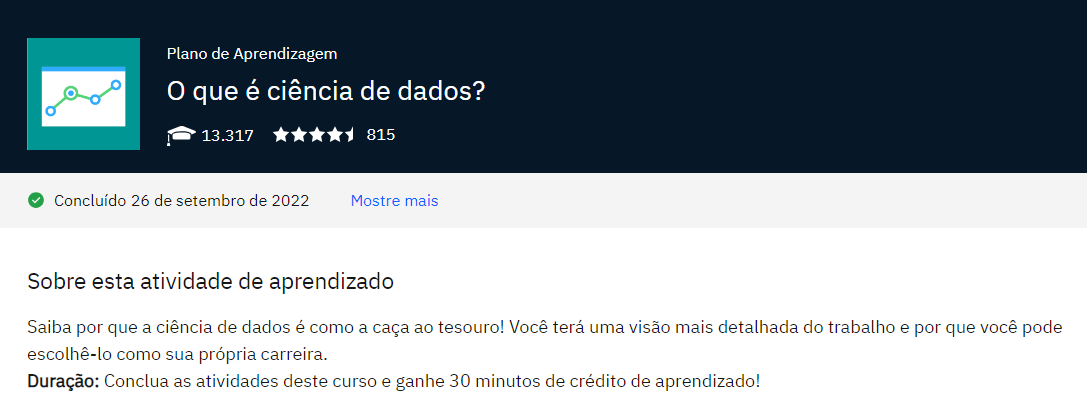 Plano de Aprendizagem
O que é ciência de dados?
13.317 815
Concluído 26 de setembro de 2022 Mostre mais
Sobre esta atividade de aprendizado
Saiba por que a ciência de dados é como a caça ao tesouro! Você terá uma visão mais detalhada do trabalho e por que você pode
escolhê-lo como sua própria carreira.
Duração: Conclua as atividades deste curso e ganhe 30 minutos de crédito de aprendizado!